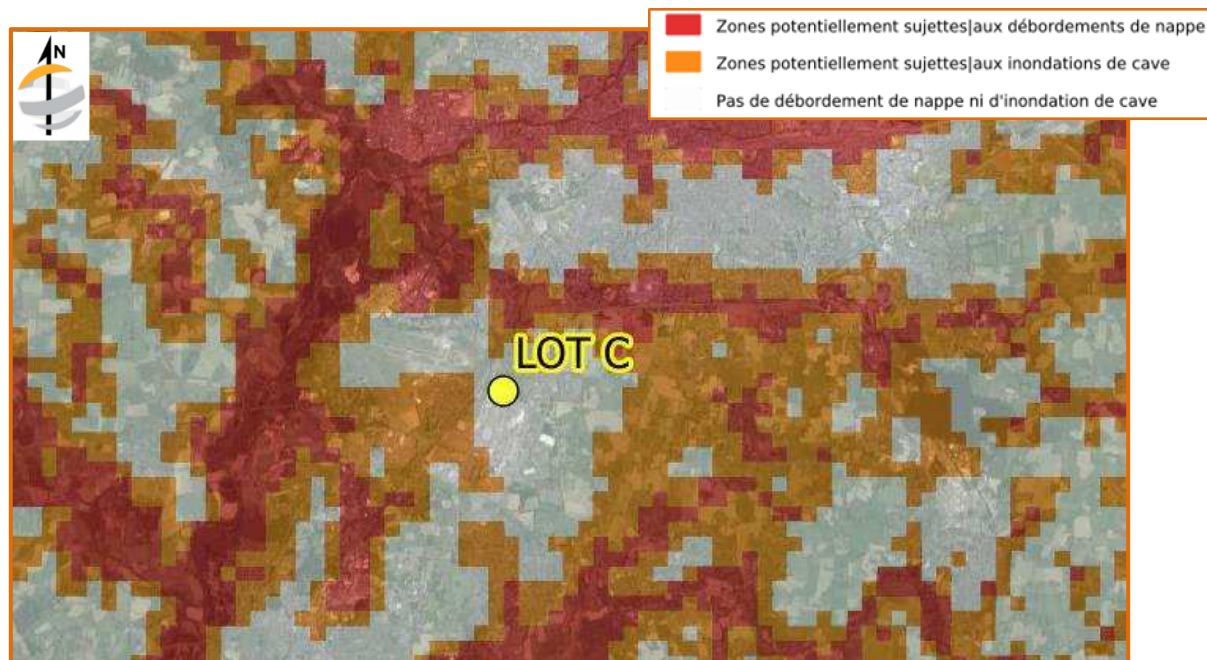 N
Zones potentiellement sujettes|aux débordements de nappe
Zones potentiellement sujettes|aux inondations de cave
Pas de débordement de nappe ni d'inondation de cave
LOT C